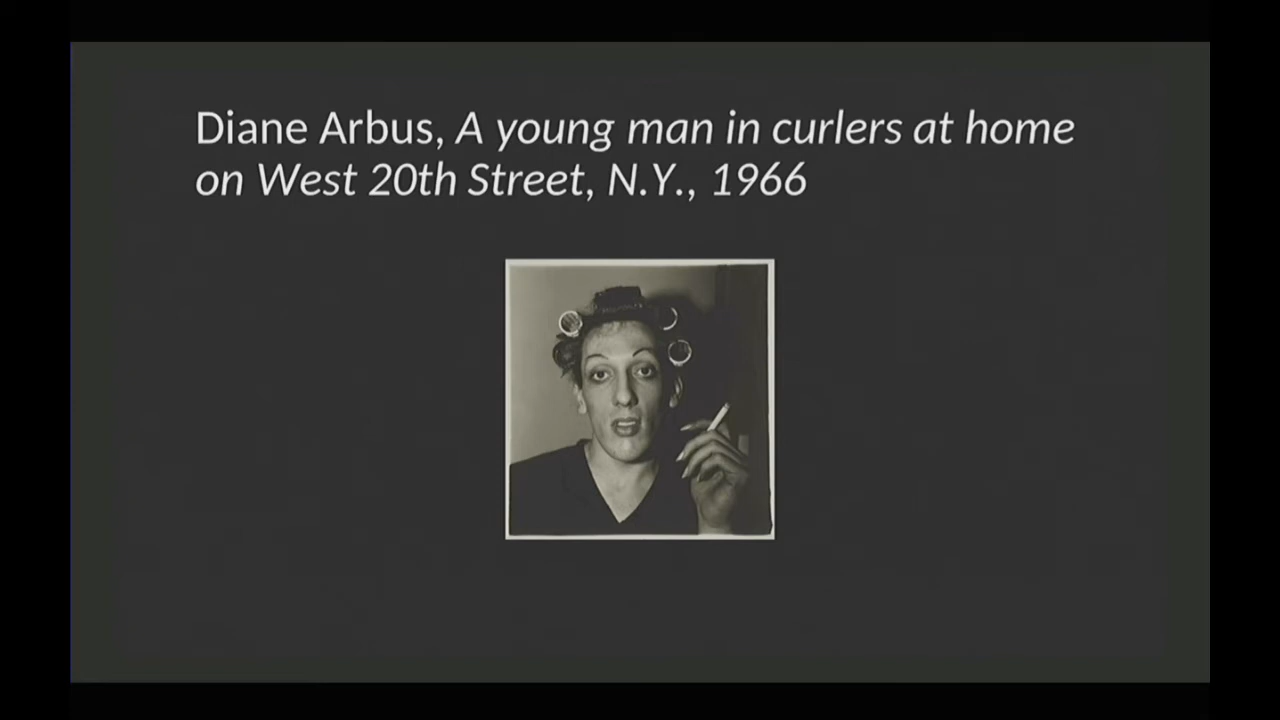 Diane Arbus, A young man in curlers at home
on West 20th Street, N.Y., 1966